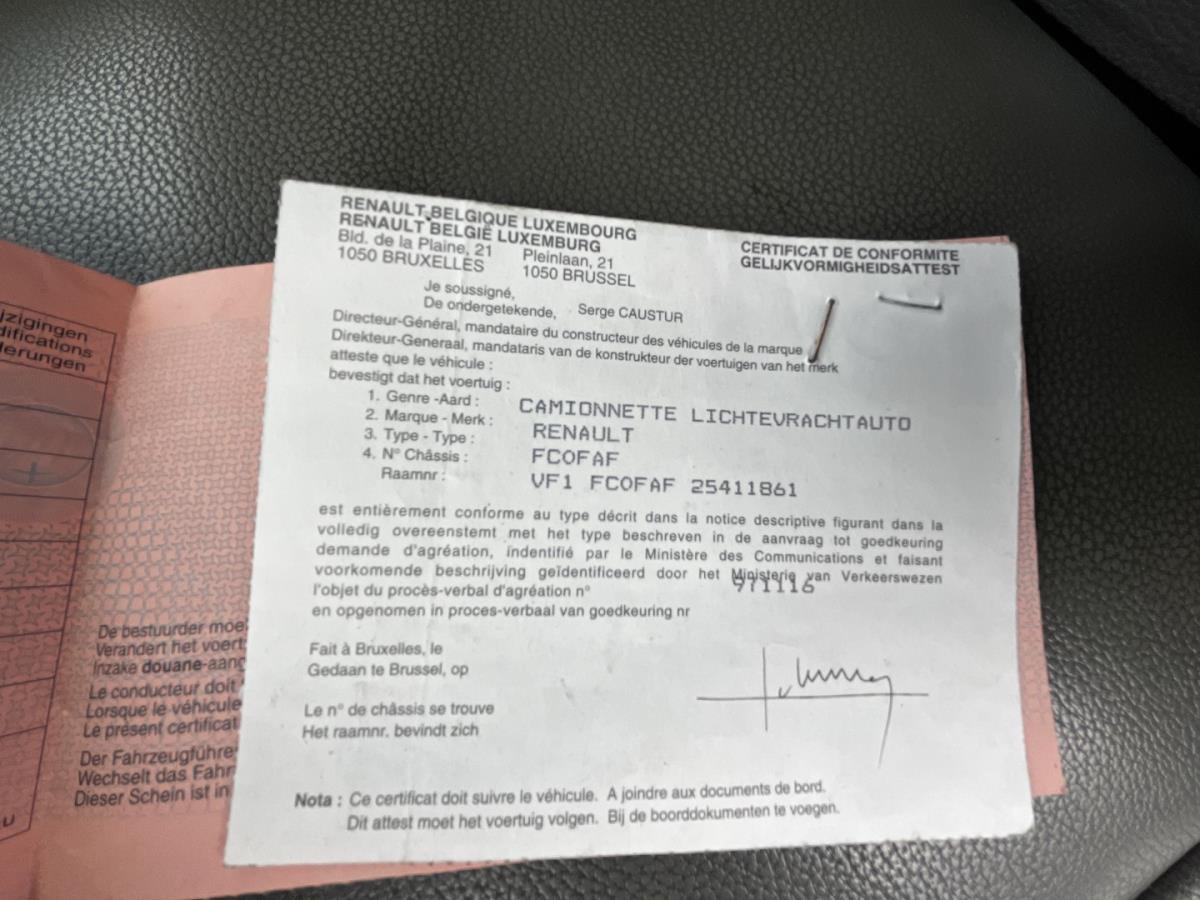 RENAULT BELGIQUE LUXEMBOURG
RENAULT BELGIË LUXEMBURG
Bld. de la Plaine, 21 Pleinlaan, 21
1050 BRUXELLES 1050 BRUSSEL
CERTIFICAT DE CONFORMITE
GELIJKVORMIGHEIDSATTEST
Je soussigné,
De ondergetekende, Serge CAUSTUR
Directeur-Général, mandataire du constructeur des véhicules de la marque
Direkteur-Generaal, mandataris van de konstrukteur der voertuigen van het merk
atteste que le véhicule :
bevestigt dat het voertuig :
1. Genre -Aard : CAMIONNETTE LICHTEVRACHTAUTO
2. Marque - Merk : RENAULT
3. Type - Type : FCOFAF
4. N° Châssis :
Raamnr : VF1 FCOFAF 25411861
est entièrement conforme au type décrit dans la notice descriptive figurant dans la
volledig overeenstemt met het type beschreven in de aanvraag tot goedkeuring
demande d'agréation, indentifié par le Ministère des Communications et faisant
voorkomende beschrijving geïdentificeerd door het Ministerie van Verkeerswezen
l'objet du procès-verbal d'agréation n° 971116
en opgenomen in proces-verbaal van goedkeuring nr
Fait à Bruxelles, le
Gedaan te Brussel, op
Le n° de châssis se trouve
Het raamnr. bevindt zich
Nota : Ce certificat doit suivre le véhicule. A joindre aux documents de bord.
Dit attest moet het voertuig volgen. Bij de boorddokumenten te voegen.
jzigingen
difications
derungen
De bestuurder moe
Verandert het voert
Inzake douane-aang
Le conducteur doit
Lorsque le véhicule
Le présent certificat
Der Fahrzeugführe
Wechselt das Fahr
Dieser Schein ist in